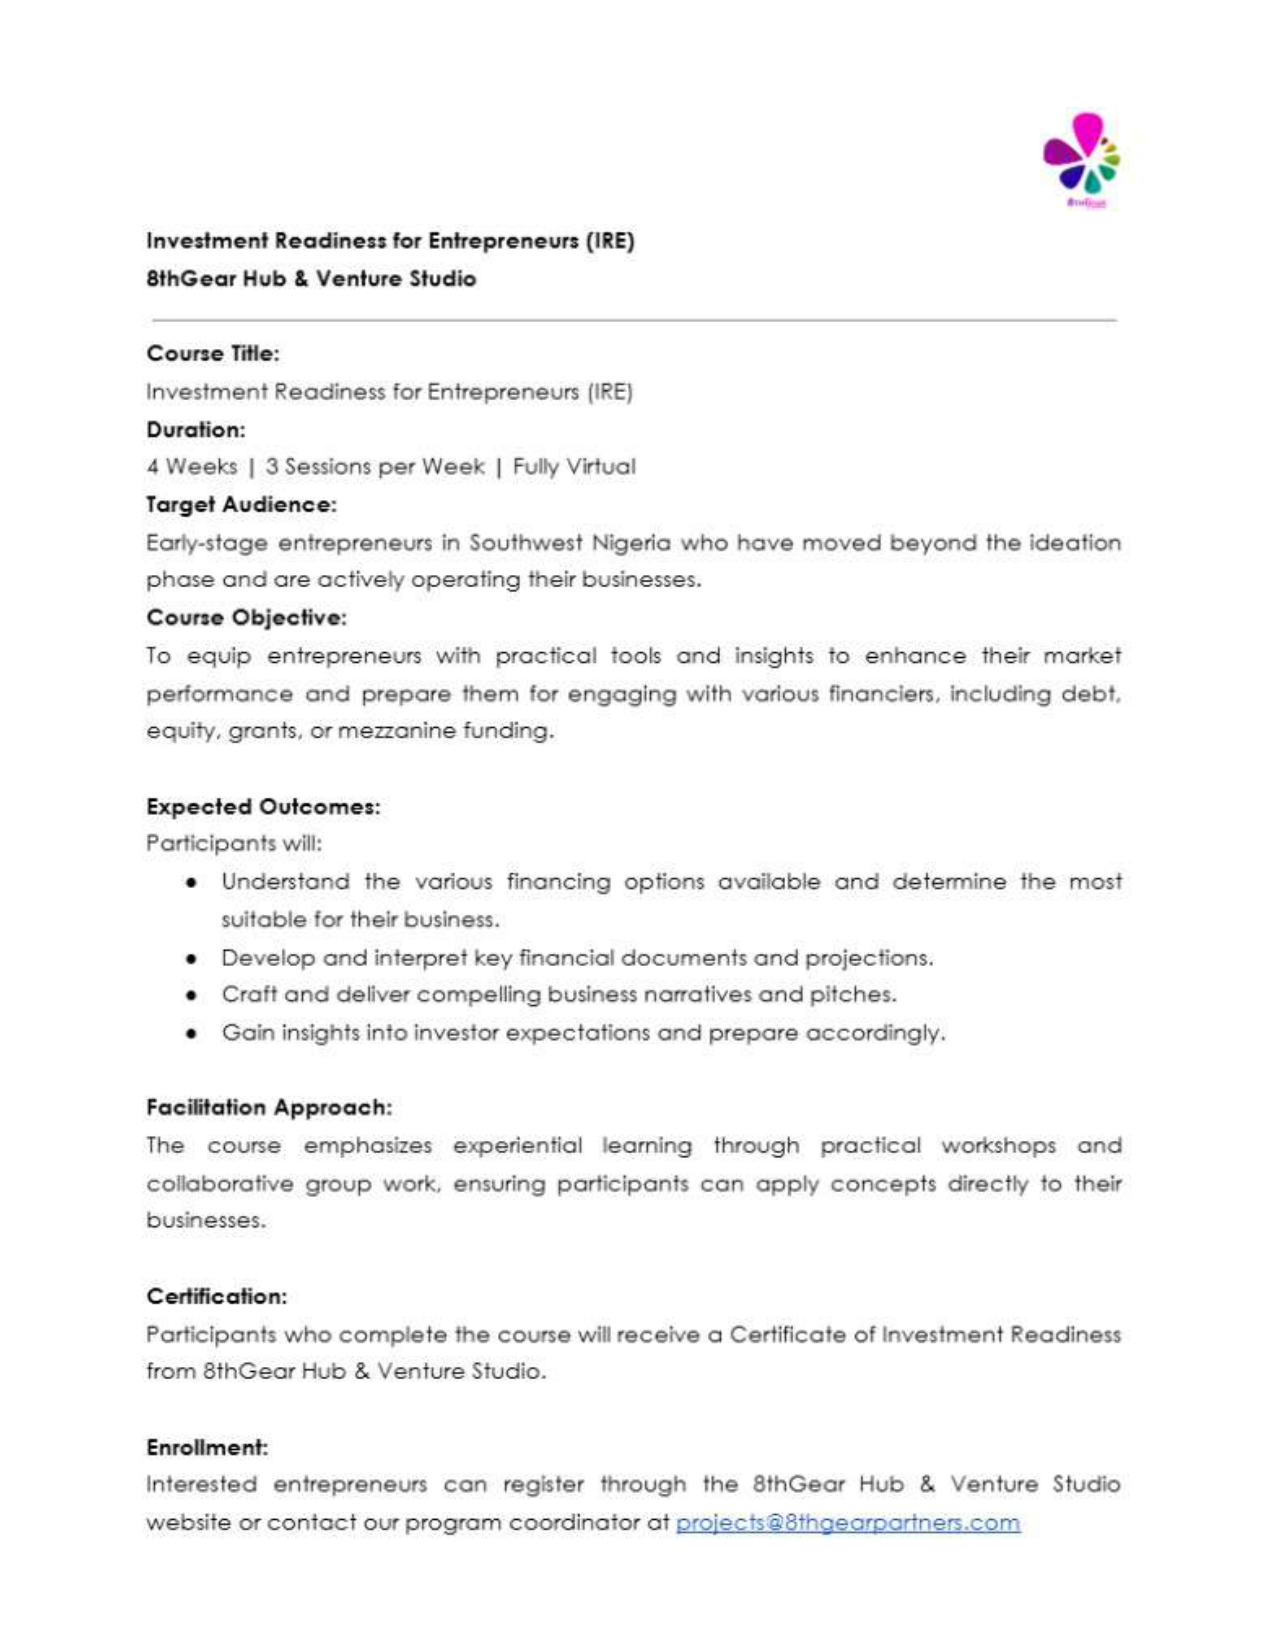 8thGear
Investment Readiness for Entrepreneurs (IRE)
8thGear Hub & Venture Studio
Course Title:
Investment Readiness for Entrepreneurs (IRE)
Duration:
4 Weeks | 3 Sessions per Week | Fully Virtual
Target Audience:
Early-stage entrepreneurs in Southwest Nigeria who have moved beyond the ideation
phase and are actively operating their businesses.
Course Objective:
To equip entrepreneurs with practical tools and insights to enhance their market
performance and prepare them for engaging with various financiers, including debt,
equity, grants, or mezzanine funding.
Expected Outcomes:
Participants will:
● Understand the various financing options available and determine the most
suitable for their business.
● Develop and interpret key financial documents and projections.
● Craft and deliver compelling business narratives and pitches.
● Gain insights into investor expectations and prepare accordingly.
Facilitation Approach:
The course emphasizes experiential learning through practical workshops and
collaborative group work, ensuring participants can apply concepts directly to their
businesses.
Certification:
Participants who complete the course will receive a Certificate of Investment Readiness
from 8thGear Hub & Venture Studio.
Enrollment:
Interested entrepreneurs can register through the 8thGear Hub & Venture Studio
website or contact our program coordinator at projects@8thgearpartners.com